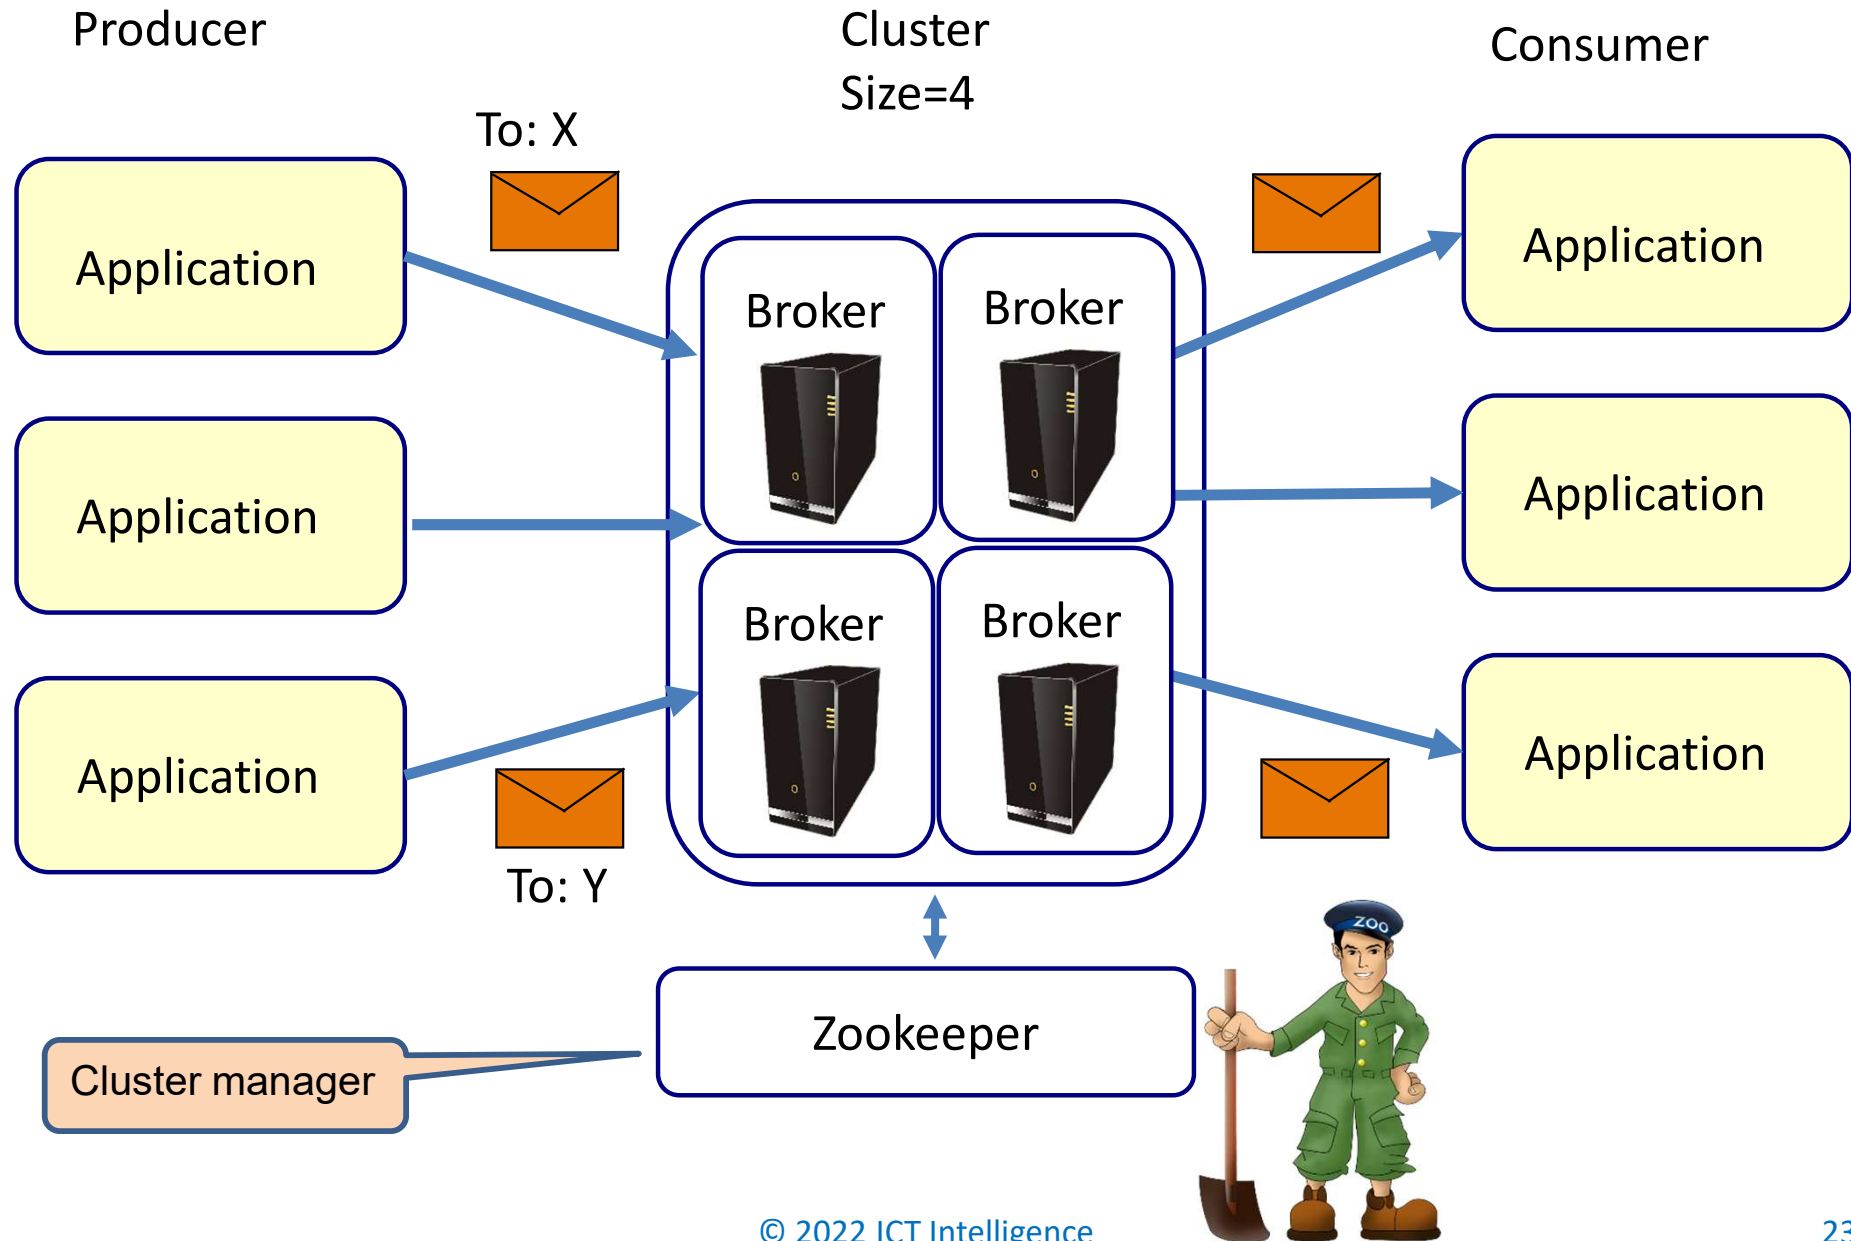 Producer
Cluster
Size=4
Consumer
To: X
Application
Application
Application
To: Y
Broker
Broker
Broker
Broker
Application
Application
Application
Zookeeper
Cluster manager
ZOO
© 2022 ICT Intelligence
23